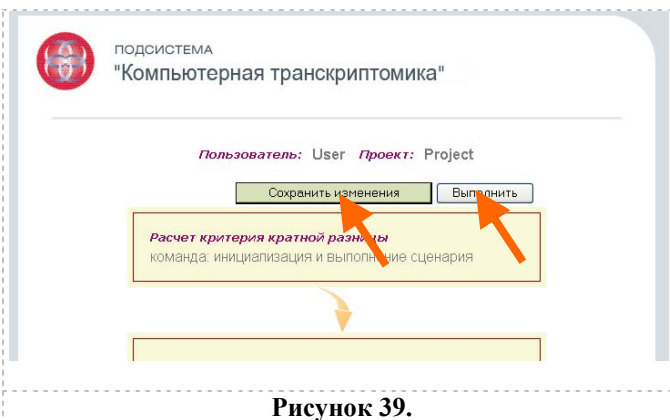 ПОДСИСТЕМА
"Компьютерная транскриптомика"
Пользователь: User Проект: Project
Сохранить изменения Выполнить
Расчет критерия кратной разницы
команда: инициализация и выполнение сценария
Рисунок 39.